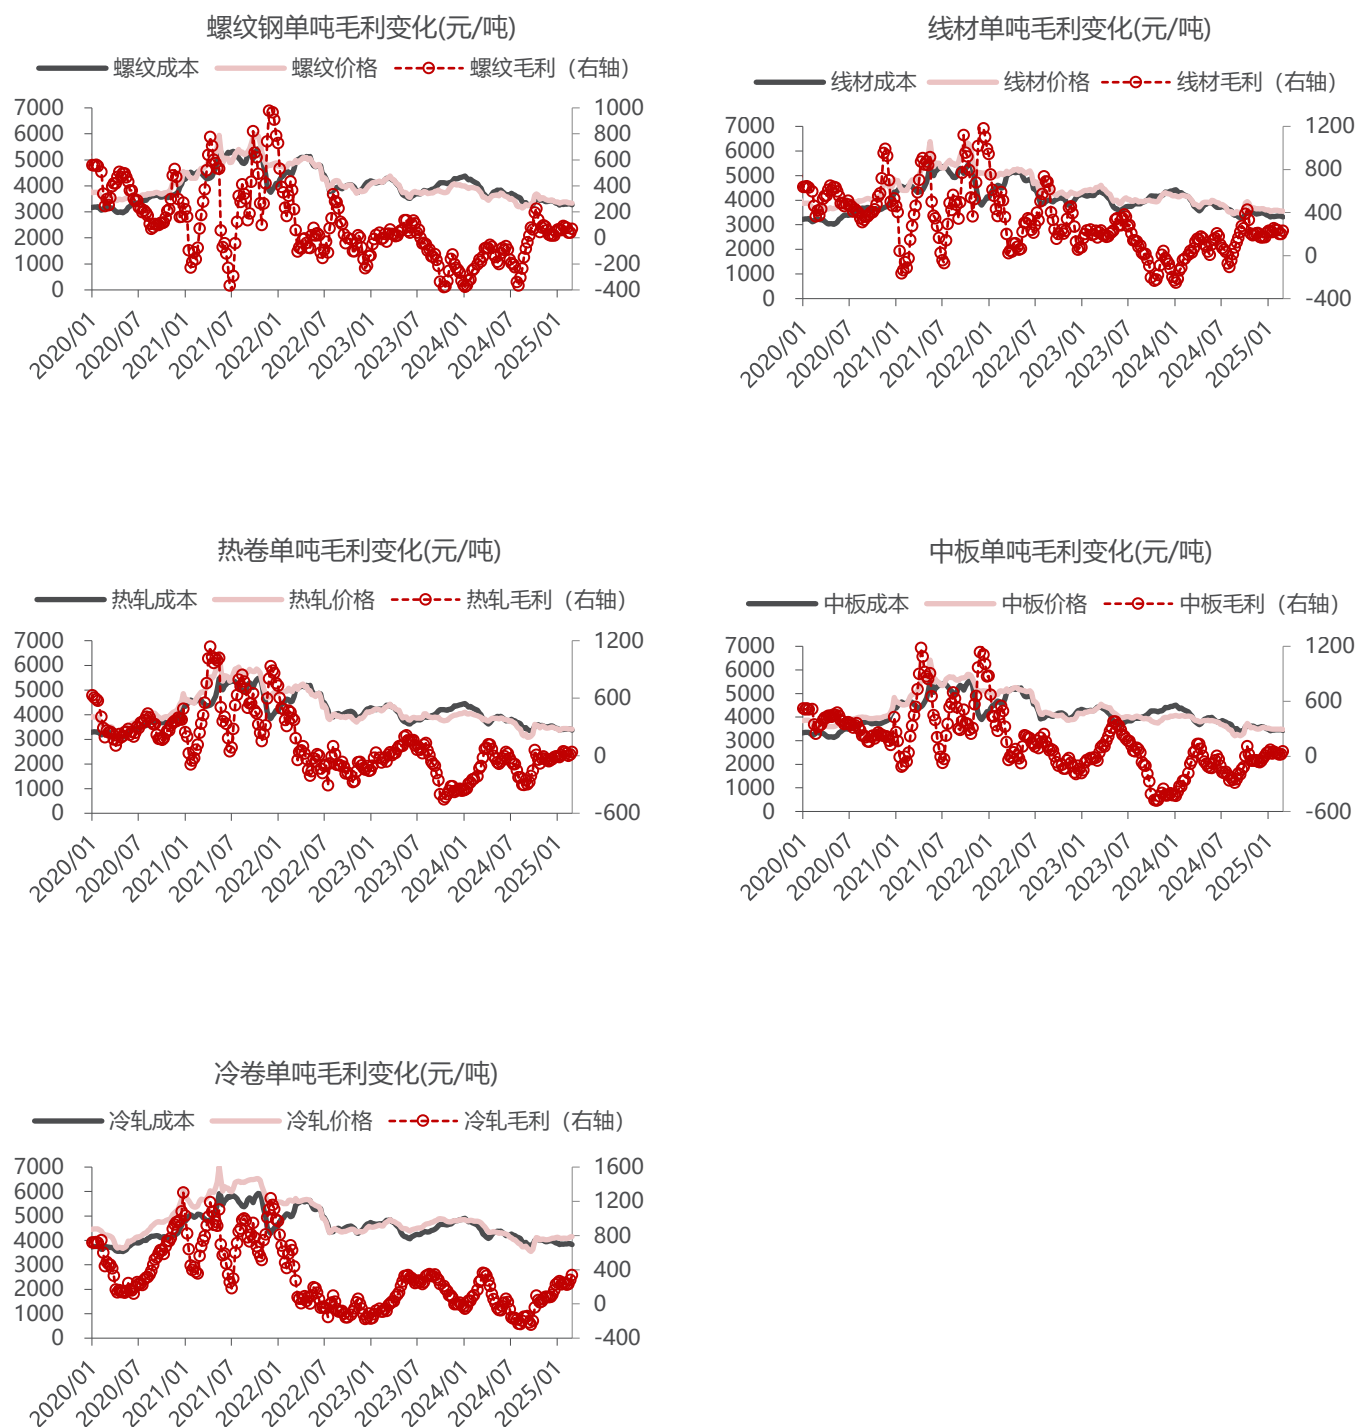 螺纹钢单吨毛利变化(元/吨)
螺纹成本 螺纹价格 螺纹毛利（右轴）
7000 1000
6000 800
5000 600
4000 400
3000 200
2000 0
1000 -200
0 -400
2020/01 2020/07 2021/01 2021/07 2022/01 2022/07 2023/01 2023/07 2024/01 2024/07 2025/01
线材单吨毛利变化(元/吨)
线材成本 线材价格 线材毛利（右轴）
7000 1200
6000
5000 800
4000
3000 400
2000 0
1000
0 -400
2020/01 2020/07 2021/01 2021/07 2022/01 2022/07 2023/01 2023/07 2024/01 2024/07 2025/01
热卷单吨毛利变化(元/吨)
热轧成本 热轧价格 热轧毛利（右轴）
7000 1200
6000
5000 600
4000
3000
2000 0
1000
0 -600
2020/01 2020/07 2021/01 2021/07 2022/01 2022/07 2023/01 2023/07 2024/01 2024/07 2025/01
中板单吨毛利变化(元/吨)
中板成本 中板价格 中板毛利（右轴）
7000 1200
6000
5000 600
4000
3000
2000 0
1000
0 -600
2020/01 2020/07 2021/01 2021/07 2022/01 2022/07 2023/01 2023/07 2024/01 2024/07 2025/01
冷卷单吨毛利变化(元/吨)
冷轧成本 冷轧价格 冷轧毛利（右轴）
7000 1600
6000 1200
5000
4000 800
3000 400
2000
1000 0
0 -400
2020/01 2020/07 2021/01 2021/07 2022/01 2022/07 2023/01 2023/07 2024/01 2024/07 2025/01